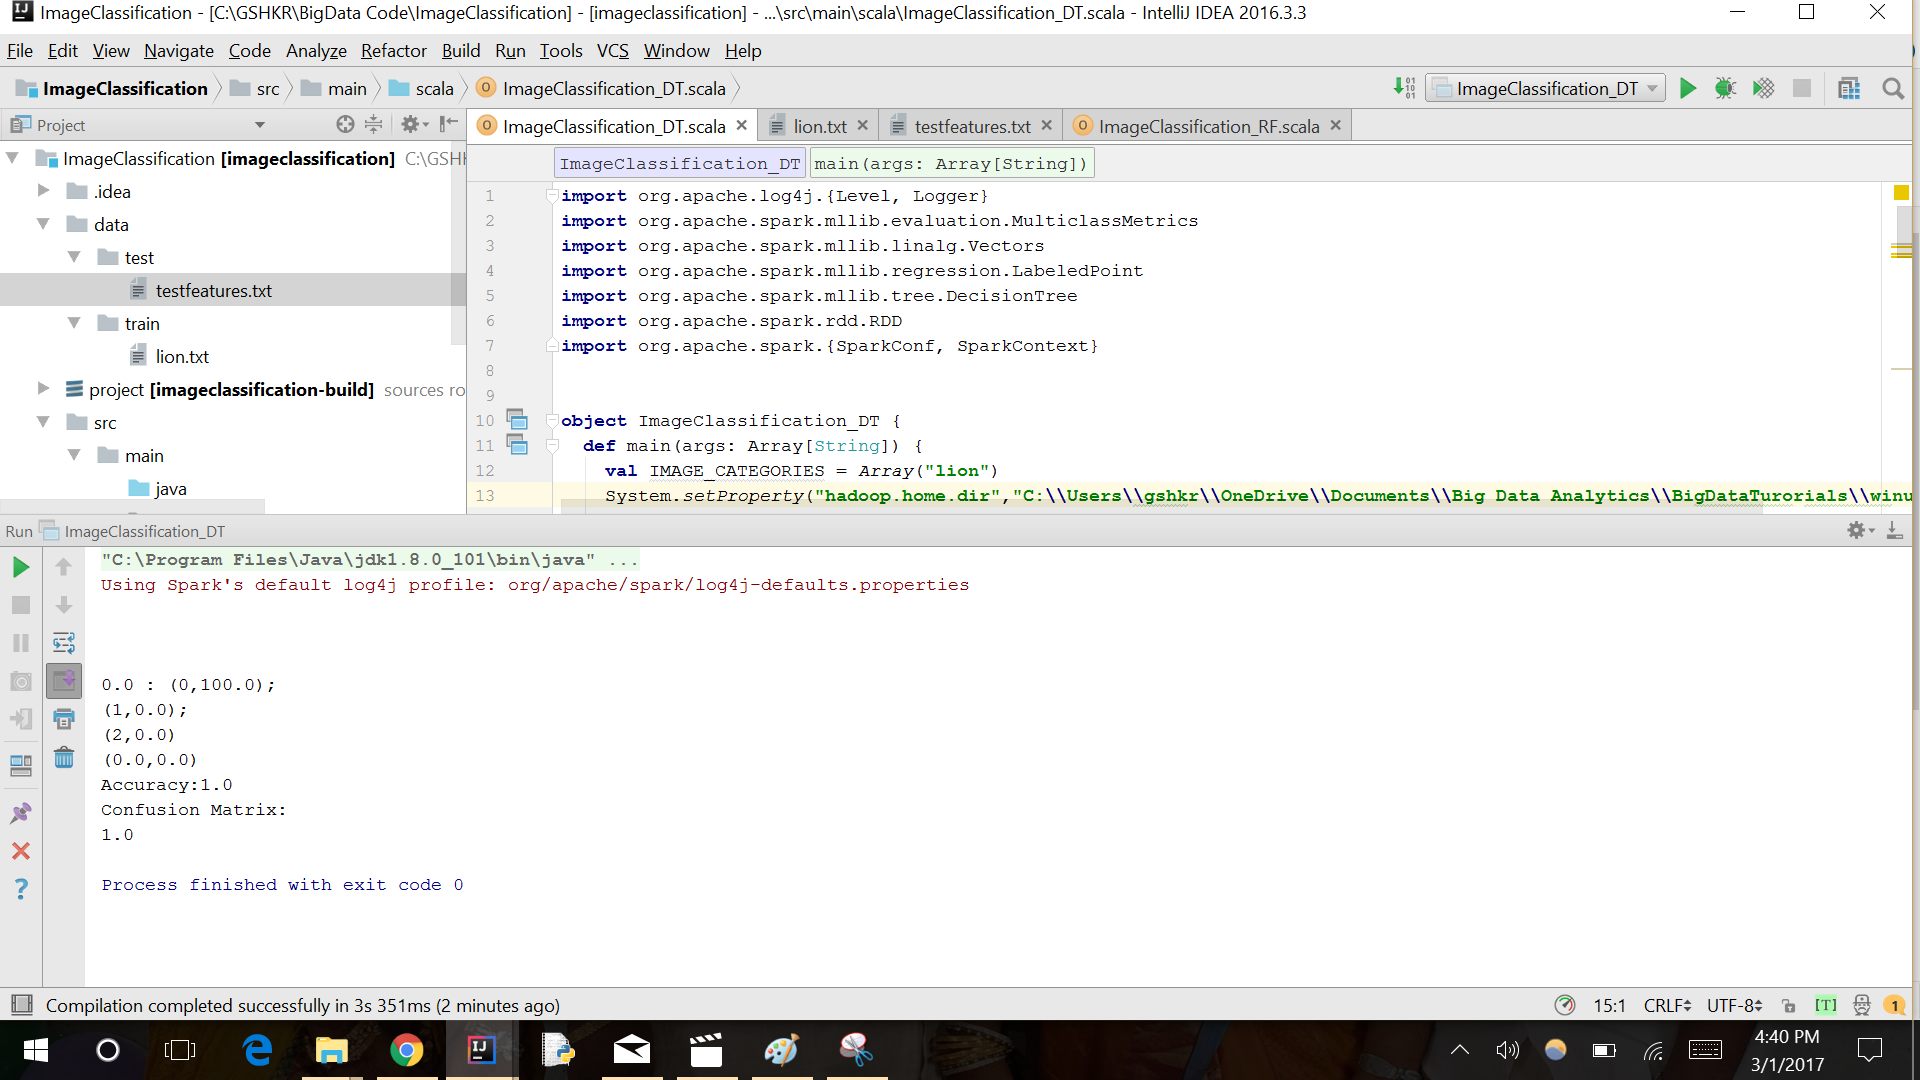 ImageClassification - [C:\GSHKR\BigData Code\ImageClassification] - [imageclassification] - ...\src\main\scala\ImageClassification_DT.scala - IntelliJ IDEA 2016.3.3
File Edit View Navigate Code Analyze Refactor Build Run Tools VCS Window Help
ImageClassification src main scala ImageClassification_DT.scala ImageClassification_DT
Project
ImageClassification_DT.scala lion.txt testfeatures.txt ImageClassification_RF.scala
ImageClassification [imageclassification] C:\GSHK
.idea
data
test
testfeatures.txt
train
lion.txt
project [imageclassification-build] sources ro
src
main
java
ImageClassification_DT main(args: Array[String])
1 import org.apache.log4j.{Level, Logger}
2 import org.apache.spark.mllib.evaluation.MulticlassMetrics
3 import org.apache.spark.mllib.linalg.Vectors
4 import org.apache.spark.mllib.regression.LabeledPoint
5 import org.apache.spark.mllib.tree.DecisionTree
6 import org.apache.spark.rdd.RDD
7 import org.apache.spark.{SparkConf, SparkContext}
8
9
10 object ImageClassification_DT {
11 def main(args: Array[String]) {
12 val IMAGE_CATEGORIES = Array("lion")
13 System.setProperty("hadoop.home.dir","C:\\Users\\gshkr\\OneDrive\\Documents\\Big Data Analytics\\BigDataTurorials\\winu
Run ImageClassification_DT
"C:\Program Files\Java\jdk1.8.0_101\bin\java" ...
Using Spark's default log4j profile: org/apache/spark/log4j-defaults.properties
0.0 : (0,100.0);
(1,0.0);
(2,0.0)
(0.0,0.0)
Accuracy:1.0
Confusion Matrix:
1.0
Process finished with exit code 0
Compilation completed successfully in 3s 351ms (2 minutes ago) 15:1 CRLF UTF-8 [T] 1
4:40 PM
3/1/2017